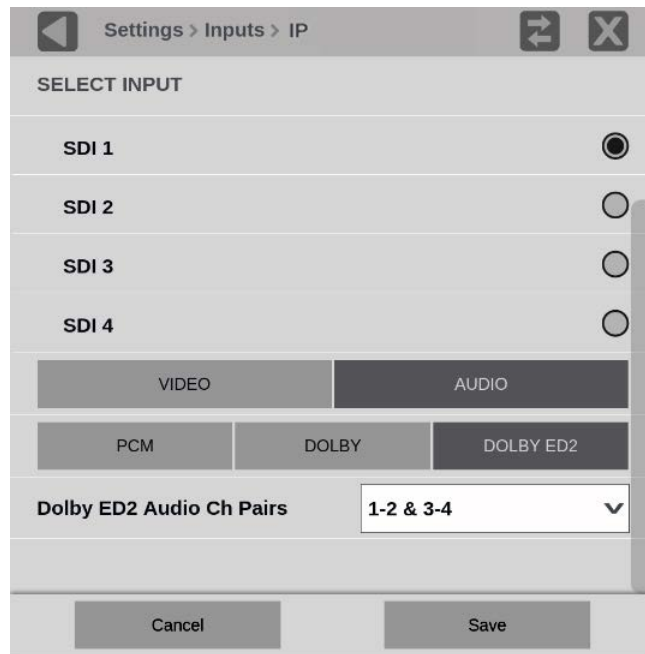 Settings > Inputs > IP
SELECT INPUT
SDI 1
SDI 2
SDI 3
SDI 4
VIDEO AUDIO
PCM DOLBY DOLBY ED2
Dolby ED2 Audio Ch Pairs 1-2 & 3-4
Cancel Save